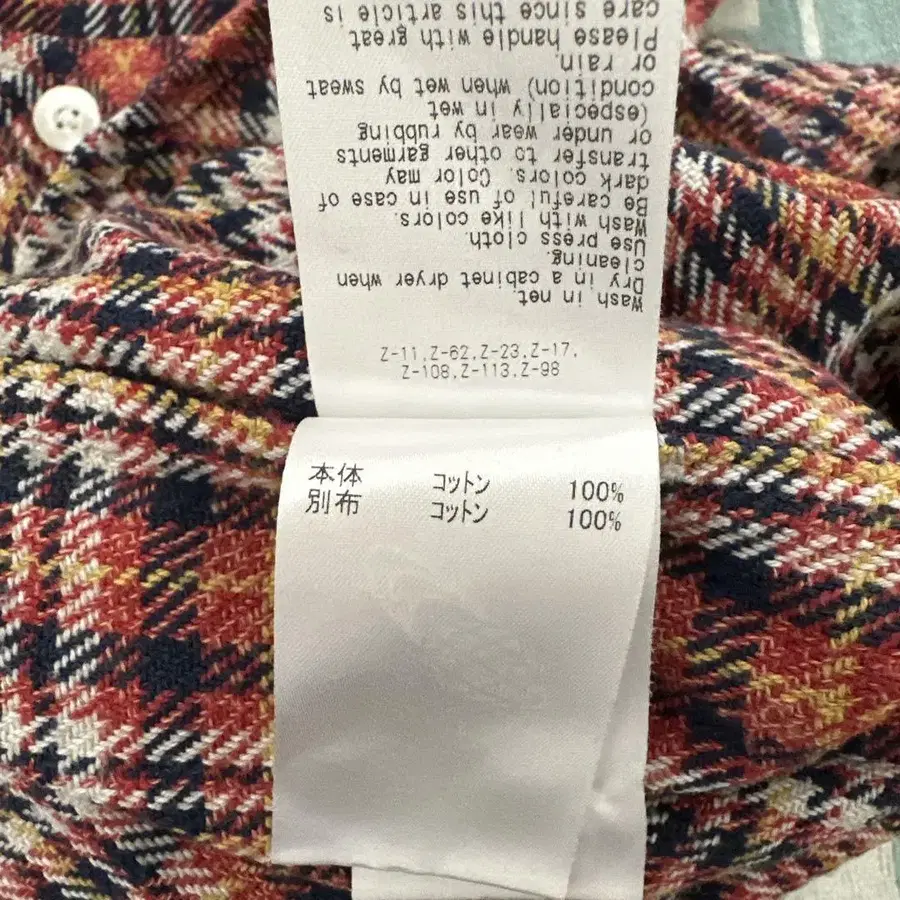 Wash in net.
Dry in a cabinet dryer when
cleaning.
Use press cloth.
Wash with like colors.
Be careful of use in case of
dark colors. Color may
transfer to other garments
or under wear by rubbing
(especially in wet
condition) when wet by sweat
or rain.
Please handle with great
care since this article is
Z-11,Z-62,Z-23,Z-17,
Z-108,Z-113,Z-98
本体 コットン 100%
別布 コットン 100%